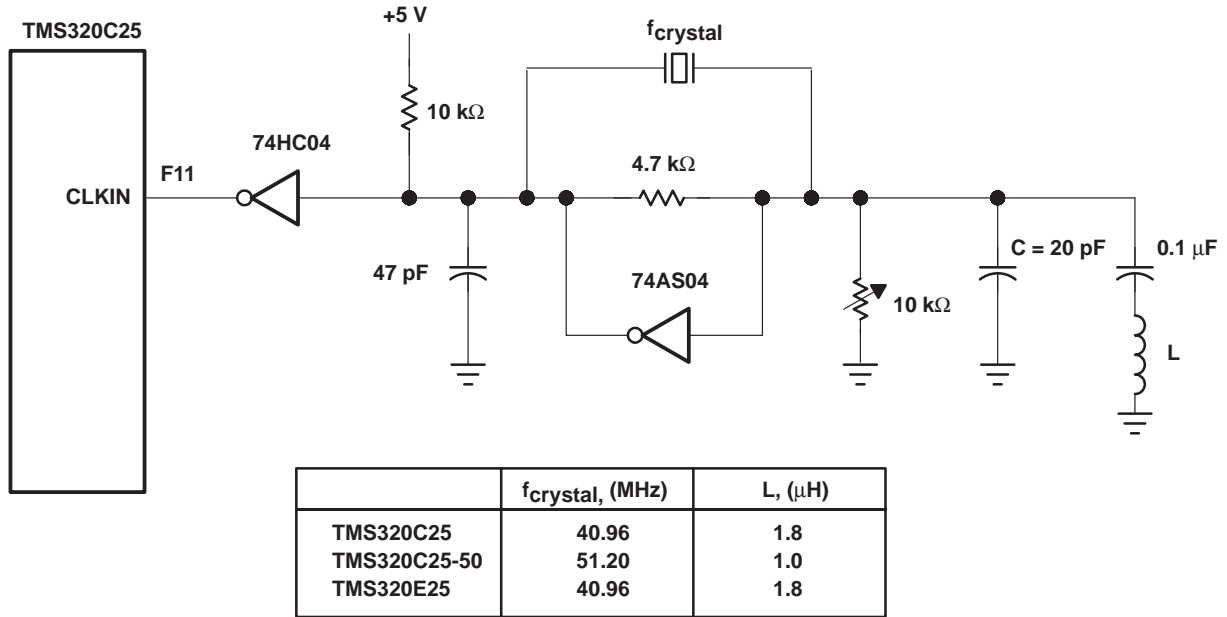 TMS320C25
+5 V
fcrystal
10 kΩ
74HC04
4.7 kΩ
F11
CLKIN
47 pF
74AS04
10 kΩ
C = 20 pF
0.1 μF
L
fcrystal, (MHz) L, (μH)
TMS320C25 40.96 1.8
TMS320C25-50 51.20 1.0
TMS320E25 40.96 1.8